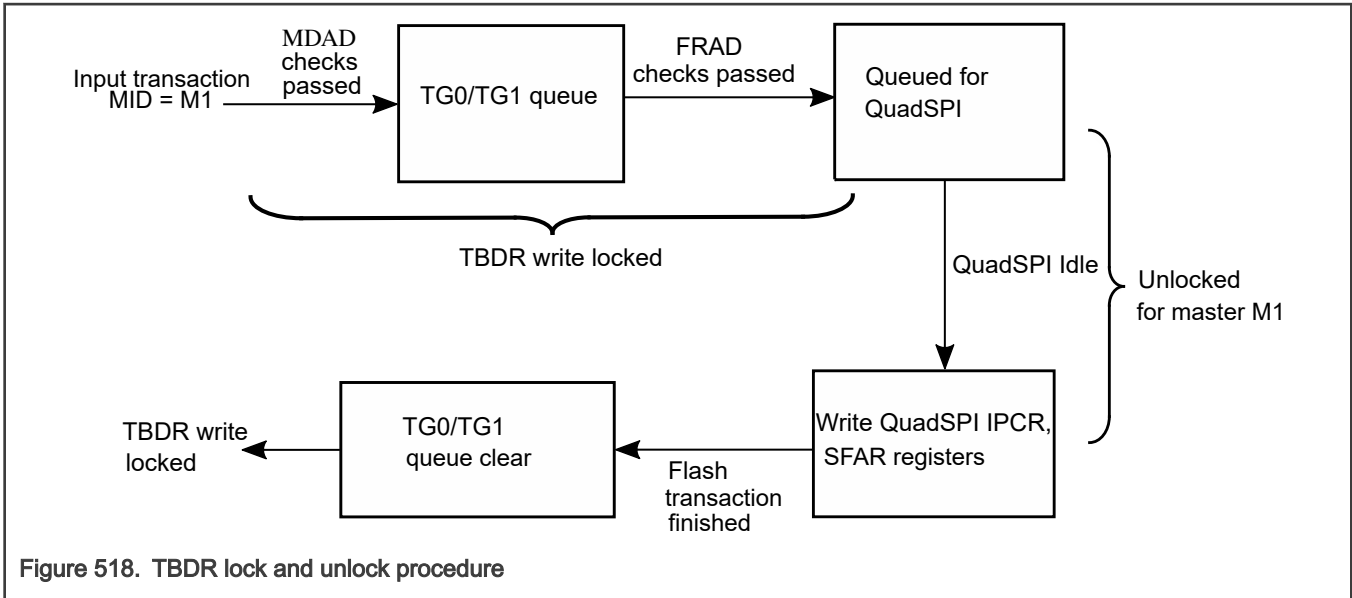 MDAD
checks
passed
Input transaction
MID = M1
TG0/TG1 queue
FRAD
checks passed
Queued for
QuadSPI
TBDR write locked
QuadSPI Idle
Unlocked
for master M1
Write QuadSPI IPCR,
SFAR registers
Flash
transaction
finished
TG0/TG1
queue clear
TBDR write
locked
Figure 518. TBDR lock and unlock procedure